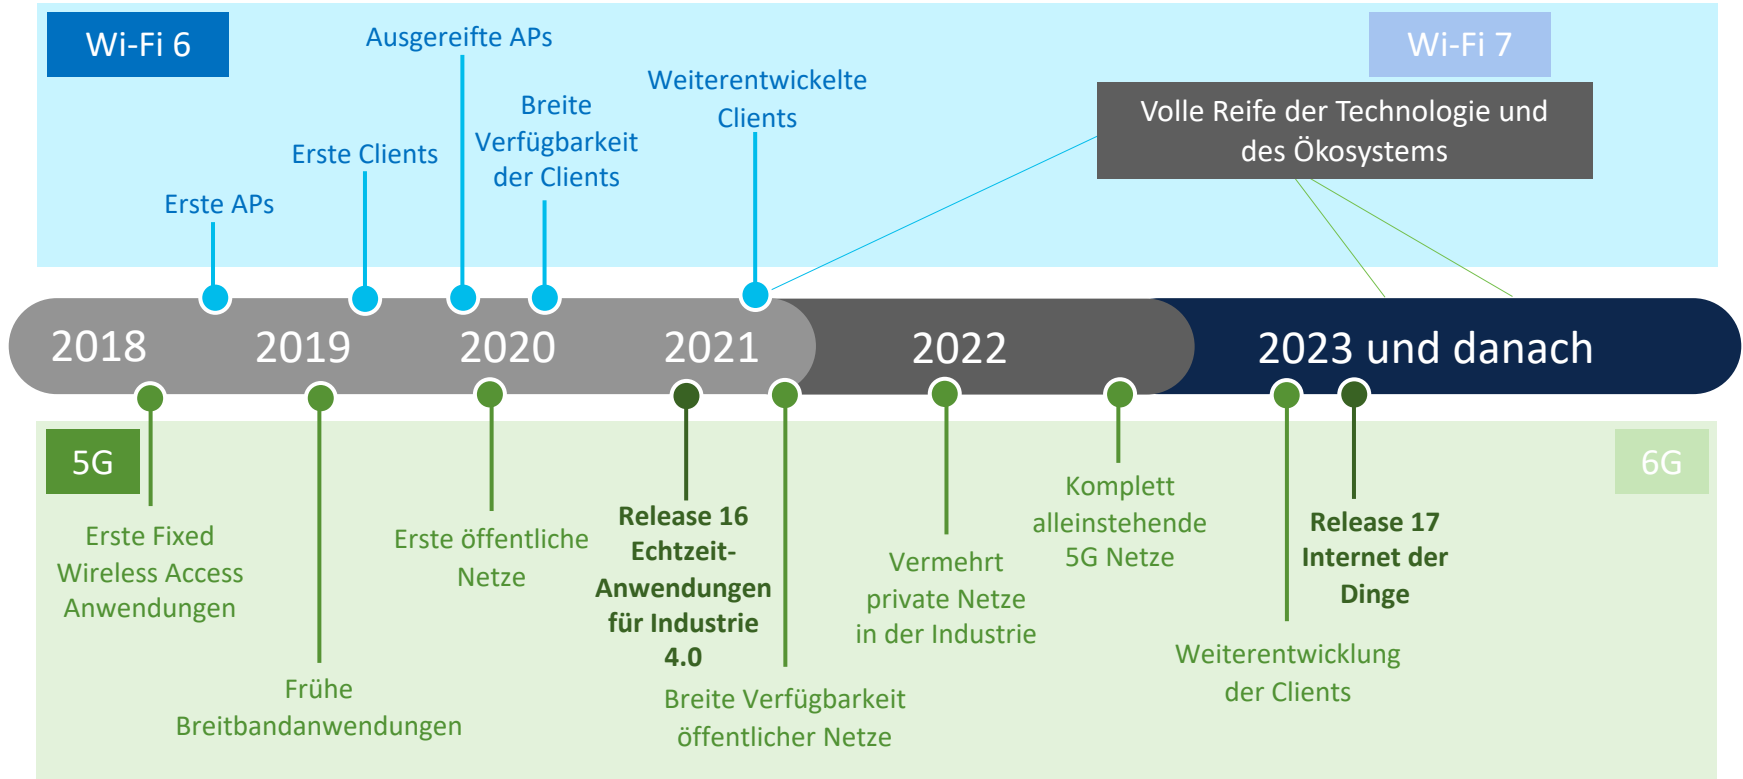 Wi-Fi 6
Ausgereifte APs
Wi-Fi 7
Weiterentwickelte
Clients
Breite
Verfügbarkeit
der Clients
Volle Reife der Technologie und
des Ökosystems
Erste Clients
Erste APs
2018
2019
2020
2021
2022
2023 und danach
5G
6G
Erste Fixed
Wireless Access
Anwendungen
Frühe
Breitbandanwendungen
Erste öffentliche
Netze
Release 16
Echtzeit-
Anwendungen
für Industrie
4.0
Breite Verfügbarkeit
öffentlicher Netze
Vermehrt
private Netze
in der Industrie
Komplett
alleinstehende
5G Netze
Weiterentwicklung
der Clients
Release 17
Internet der
Dinge